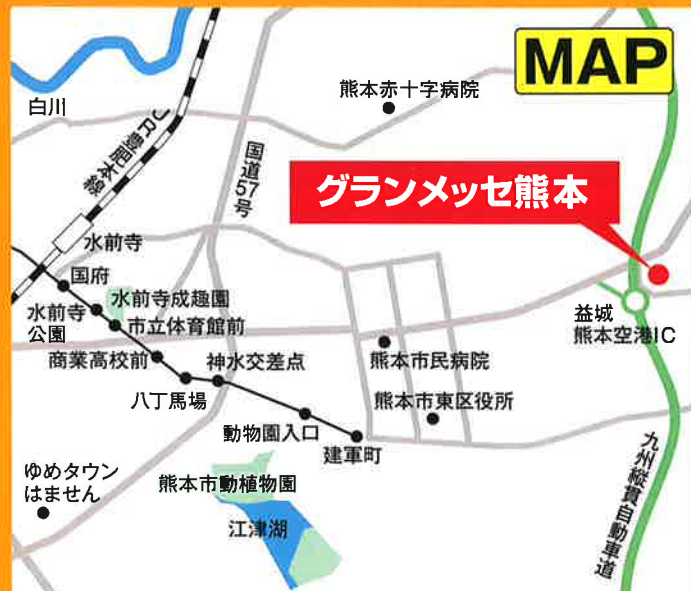 MAP
白川
熊本赤十字病院
JR豊肥本線
国道57号
グランメッセ熊本
水前寺
国府
水前寺
公園
水前寺成趣園
市立体育館前
商業高校前
神水交差点
八丁馬場
益城
熊本空港IC
熊本市民病院
熊本市東区役所
動物園入口
建軍町
九州縦貫自動車道
ゆめタウン
はません
熊本市動植物園
江津湖